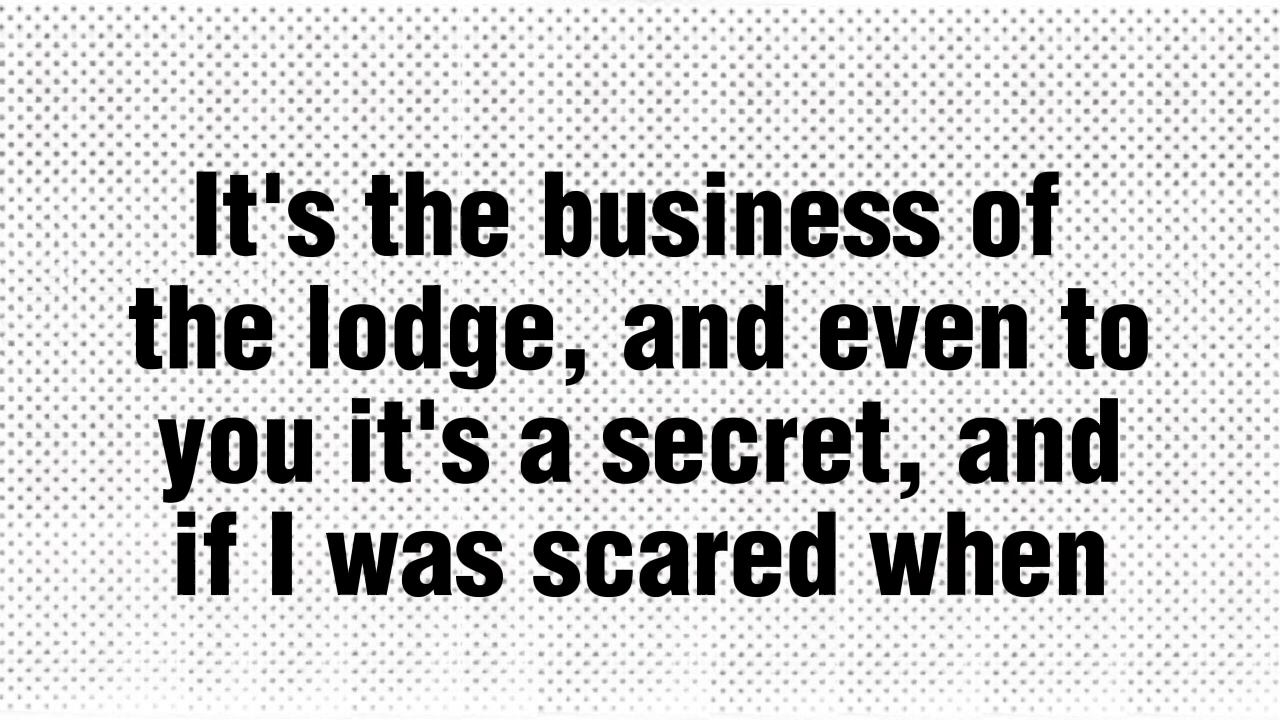 It's the business of
the lodge, and even to
you it's a secret, and
if I was scared when